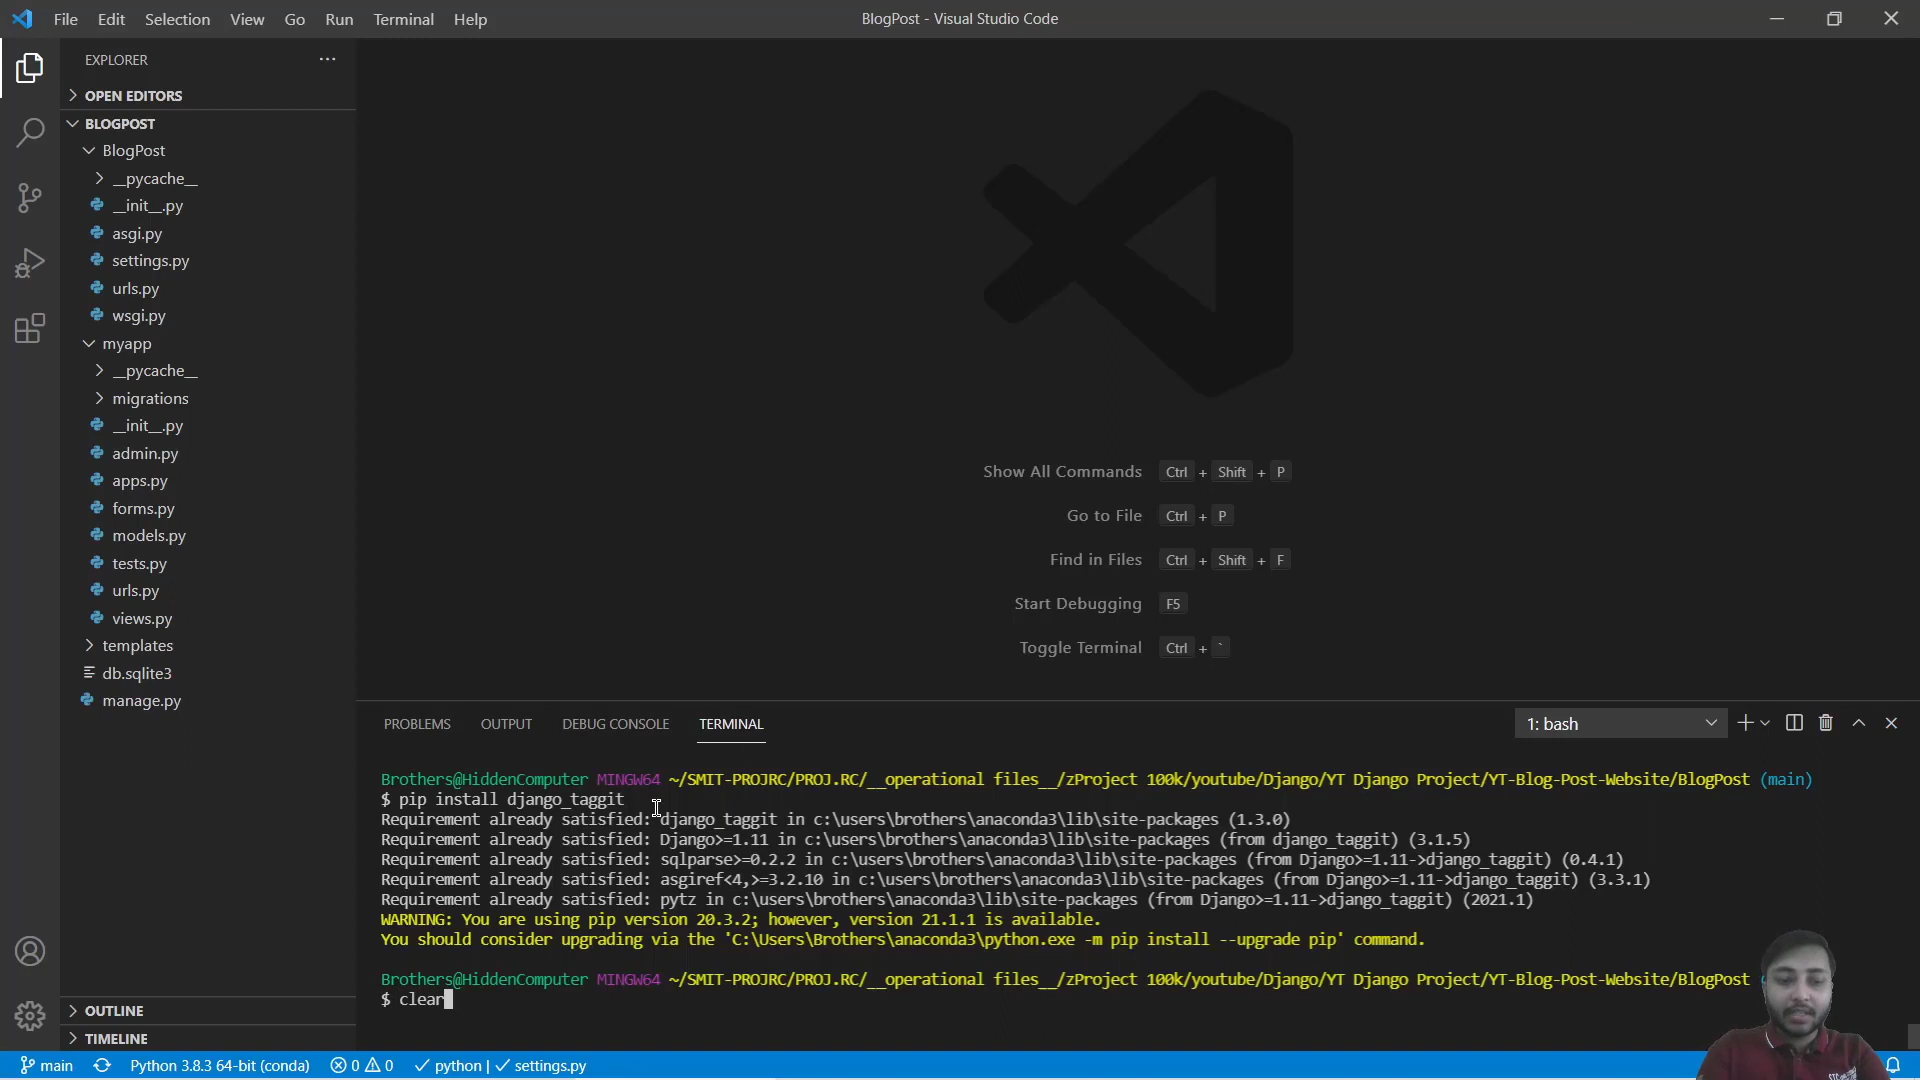 File Edit Selection View Go Run Terminal Help
BlogPost - Visual Studio Code
EXPLORER
OPEN EDITORS
BLOGPOST
BlogPost
__pycache__
__init__.py
asgi.py
settings.py
urls.py
wsgi.py
myapp
__pycache__
migrations
__init__.py
admin.py
apps.py
forms.py
models.py
tests.py
urls.py
views.py
templates
db.sqlite3
manage.py
OUTLINE
TIMELINE
Show All Commands Ctrl + Shift + P
Go to File Ctrl + P
Find in Files Ctrl + Shift + F
Start Debugging F5
Toggle Terminal Ctrl + `
PROBLEMS OUTPUT DEBUG CONSOLE TERMINAL
1: bash
Brothers@HiddenComputer MINGW64 ~/SMIT-PROJRC/PROJ.RC/__operational files__/zProject 100k/youtube/Django/YT Django Project/YT-Blog-Post-Website/BlogPost (main)
$ pip install django_taggit
Requirement already satisfied: django_taggit in c:\users\brothers\anaconda3\lib\site-packages (1.3.0)
Requirement already satisfied: Django>=1.11 in c:\users\brothers\anaconda3\lib\site-packages (from django_taggit) (3.1.5)
Requirement already satisfied: sqlparse>=0.2.2 in c:\users\brothers\anaconda3\lib\site-packages (from Django>=1.11->django_taggit) (0.4.1)
Requirement already satisfied: asgiref<4,>=3.2.10 in c:\users\brothers\anaconda3\lib\site-packages (from Django>=1.11->django_taggit) (3.3.1)
Requirement already satisfied: pytz in c:\users\brothers\anaconda3\lib\site-packages (from Django>=1.11->django_taggit) (2021.1)
WARNING: You are using pip version 20.3.2; however, version 21.1.1 is available.
You should consider upgrading via the 'C:\Users\Brothers\anaconda3\python.exe -m pip install --upgrade pip' command.
Brothers@HiddenComputer MINGW64 ~/SMIT-PROJRC/PROJ.RC/__operational files__/zProject 100k/youtube/Django/YT Django Project/YT-Blog-Post-Website/BlogPost
$ clear
main Python 3.8.3 64-bit (conda) 0 0 python | settings.py